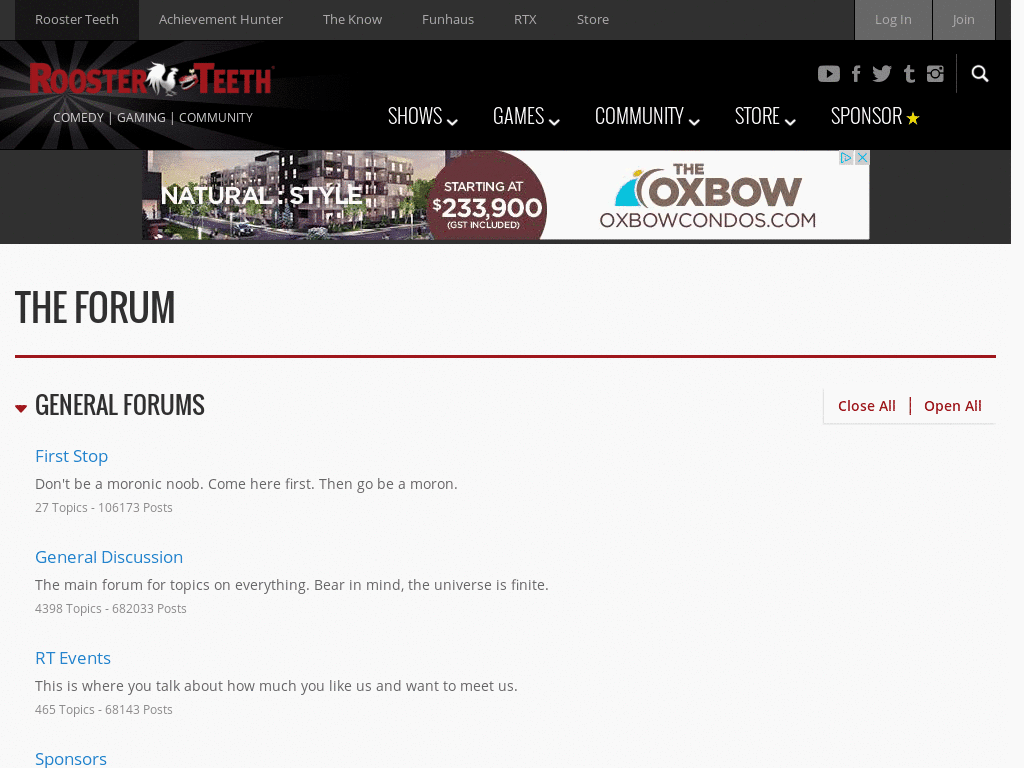 Rooster Teeth Achievement Hunter The Know Funhaus RTX Store Log In Join
ROOSTER TEETH
COMEDY | GAMING | COMMUNITY
SHOWS GAMES COMMUNITY STORE SPONSOR
NATURAL : STYLE
STARTING AT
$233,900
(GST INCLUDED)
THE
OXBOW
OXBOWCONDOS.COM
THE FORUM
GENERAL FORUMS
Close All | Open All
First Stop
Don't be a moronic noob. Come here first. Then go be a moron.
27 Topics - 106173 Posts
General Discussion
The main forum for topics on everything. Bear in mind, the universe is finite.
4398 Topics - 682033 Posts
RT Events
This is where you talk about how much you like us and want to meet us.
465 Topics - 68143 Posts
Sponsors